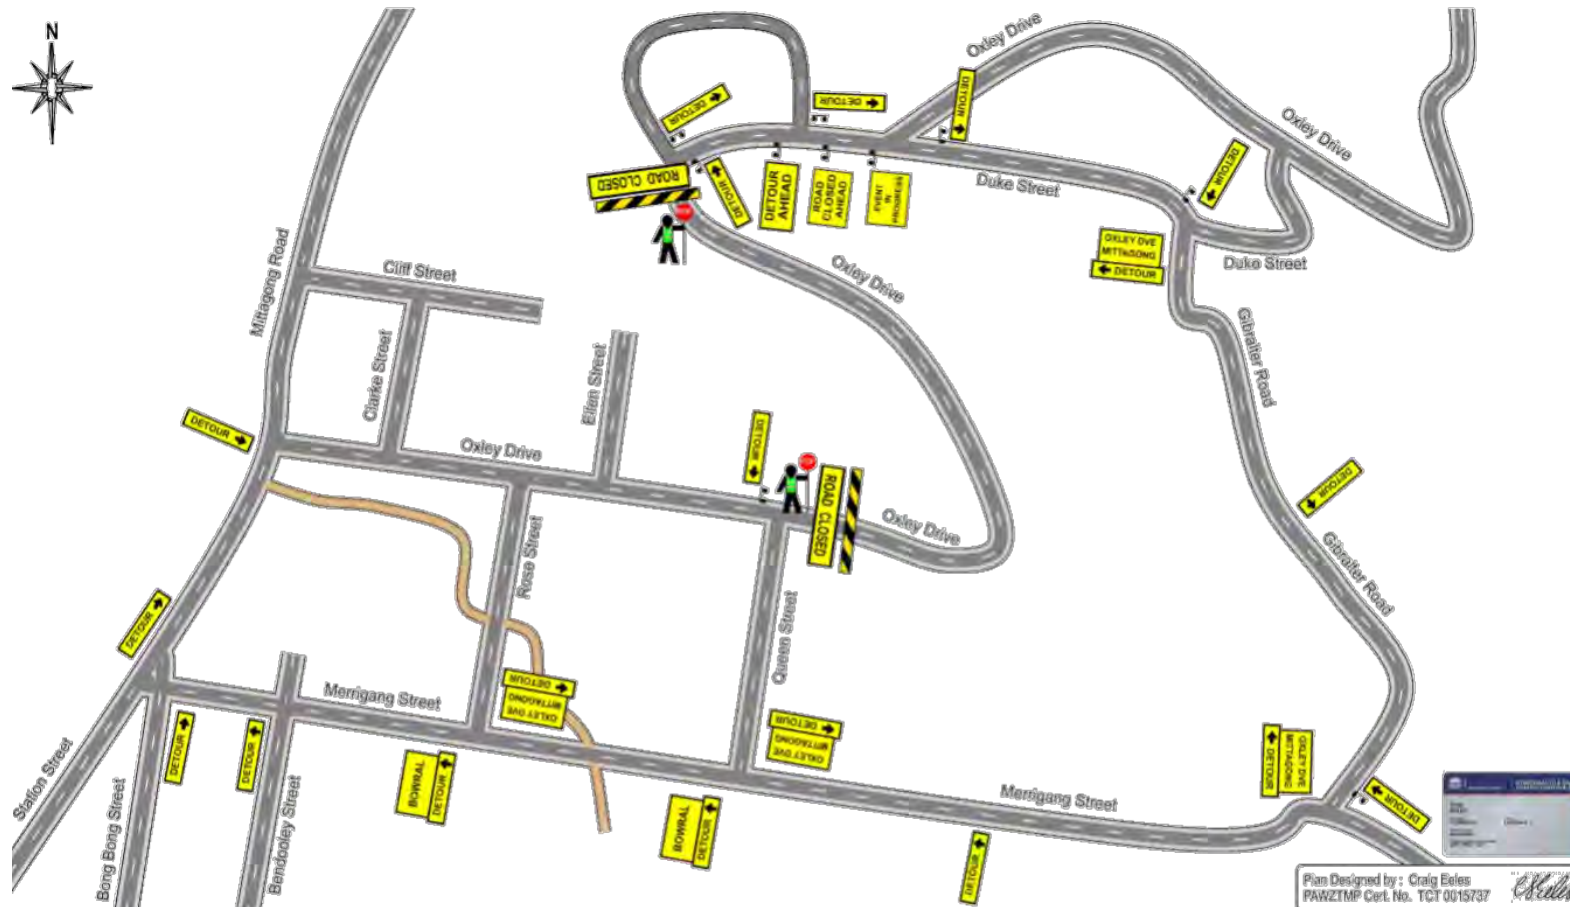 N
Oxley Drive
DETOUR
DETOUR
DETOUR
Oxley Drive
ROAD CLOSED
DETOUR
DETOUR
AHEAD
ROAD
CLOSED
AHEAD
EVENT
IN
PROGRESS
Duke Street
DETOUR
OXLEY DVE
MITTAGONG
DETOUR
Duke Street
Mittagong Road
Cliff Street
Oxley Drive
Clarke Street
Ellen Street
Gibralter Road
DETOUR
Oxley Drive
DETOUR
ROAD CLOSED
Oxley Drive
DETOUR
Rose Street
Gibralter Road
DETOUR
Queen Street
Merrigang Street
DETOUR
OXLEY DVE
MITTAGONG
DETOUR
OXLEY DVE
MITTAGONG
DETOUR
DETOUR
BOWRAL
DETOUR
BOWRAL
DETOUR
Merrigang Street
DETOUR
OXLEY DVE
MITTAGONG
DETOUR
DETOUR
Station Street
Bong Bong Street
Bendooley Street
Plan Designed by : Craig Eeles
PAWZTMP Cert. No. TCT 0015737